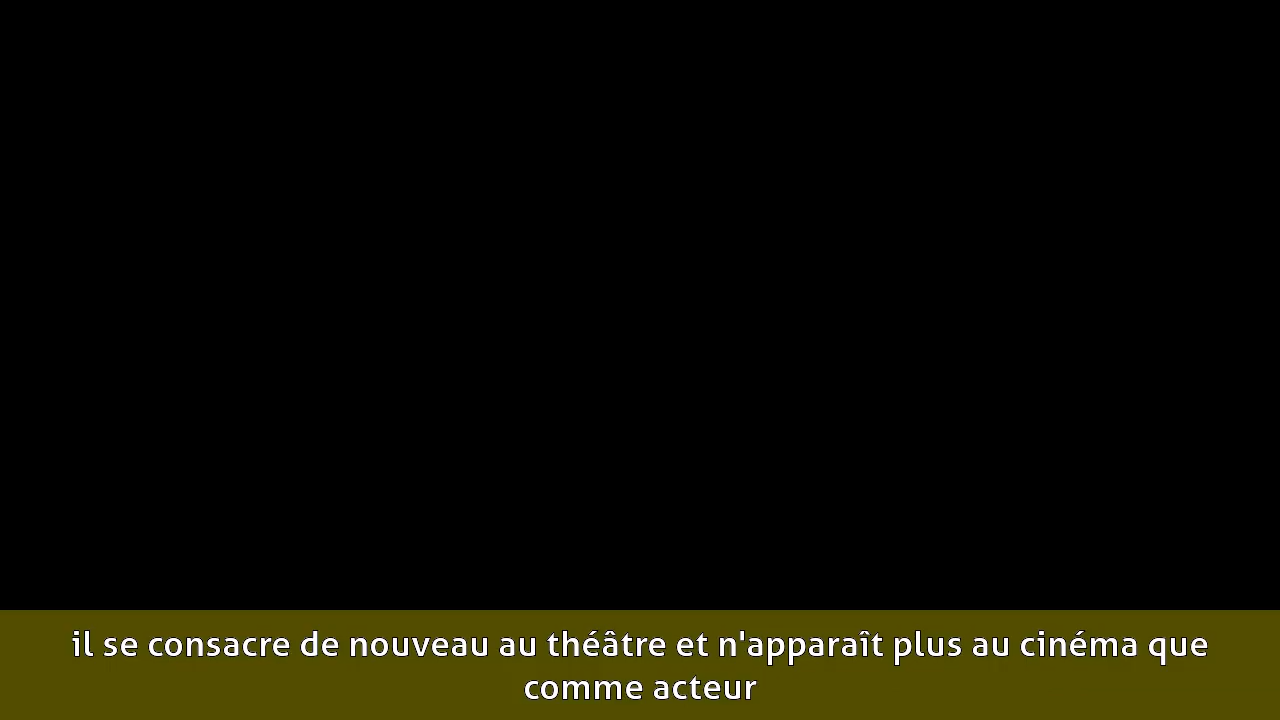 il se consacre de nouveau au théâtre et n'apparaît plus au cinéma que
comme acteur